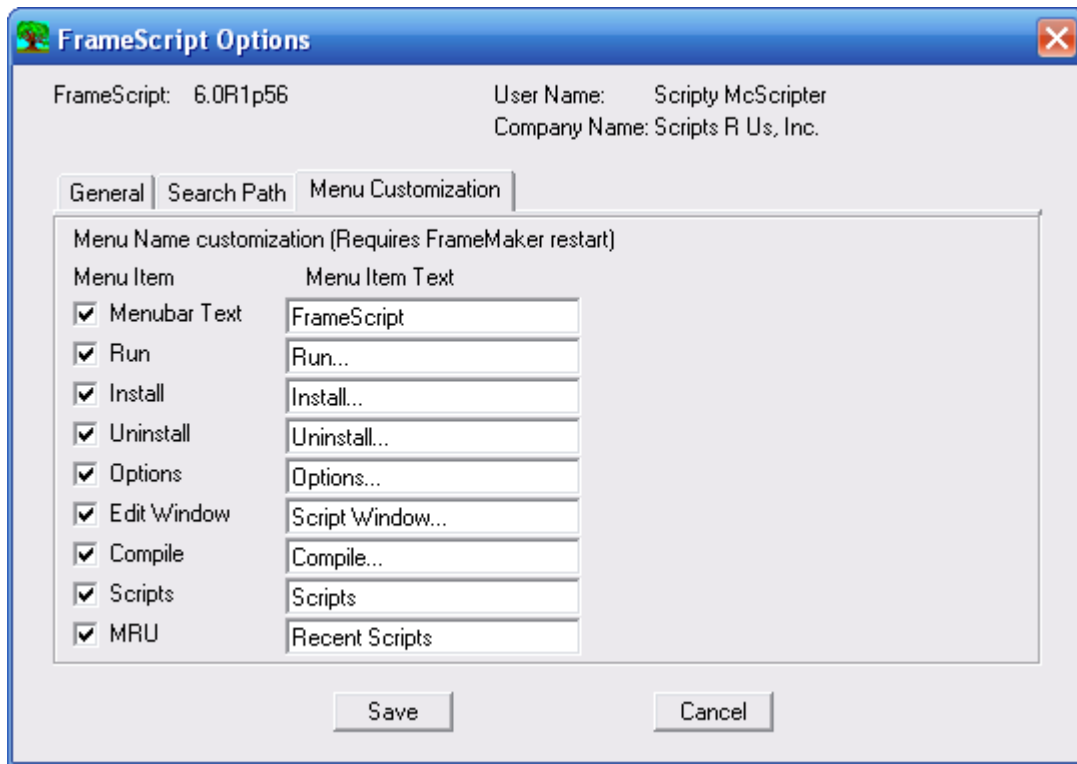 FrameScript Options
FrameScript: 6.0R1p56 User Name: Scripty McScripter
Company Name: Scripts R Us, Inc.
General Search Path Menu Customization
Menu Name customization (Requires FrameMaker restart)
Menu Item Menu Item Text
Menubar Text FrameScript
Run Run...
Install Install...
Uninstall Uninstall...
Options Options...
Edit Window Script Window...
Compile Compile...
Scripts Scripts
MRU Recent Scripts
Save Cancel